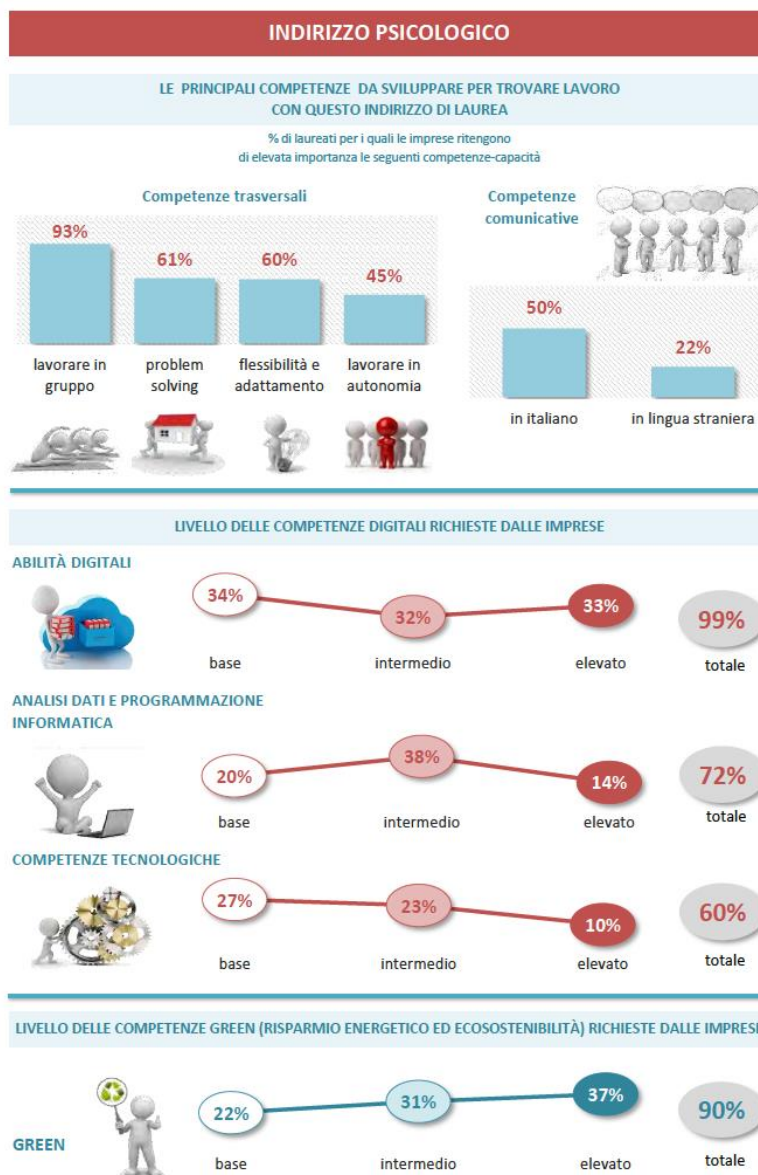 INDIRIZZO PSICOLOGICO
LE PRINCIPALI COMPETENZE DA SVILUPPARE PER TROVARE LAVORO
CON QUESTO INDIRIZZO DI LAUREA
% di laureati per i quali le imprese ritengono
di elevata importanza le seguenti competenze-capacità
Competenze trasversali
93%
61%
60%
45%
lavorare in
gruppo
problem
solving
flessibilità e
adattamento
lavorare in
autonomia
Competenze
comunicative
50%
22%
in italiano
in lingua straniera
LIVELLO DELLE COMPETENZE DIGITALI RICHIESTE DALLE IMPRESE
ABILITÀ DIGITALI
34%
32%
33%
99%
base
intermedio
elevato
totale
ANALISI DATI E PROGRAMMAZIONE
INFORMATICA
20%
38%
14%
72%
base
intermedio
elevato
totale
COMPETENZE TECNOLOGICHE
27%
23%
10%
60%
base
intermedio
elevato
totale
LIVELLO DELLE COMPETENZE GREEN (RISPARMIO ENERGETICO ED ECOSOSTENIBILITÀ) RICHIESTE DALLE IMPRESE
GREEN
22%
31%
37%
90%
base
intermedio
elevato
totale